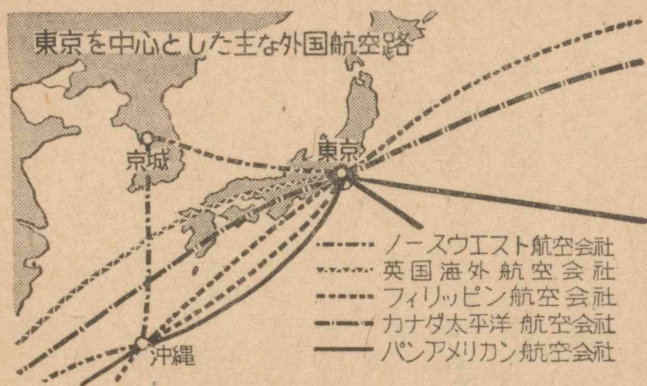 東京を中心とした主な外国航空路
京城
東京
沖縄
ノースウエスト航空会社
英国海外航空会社
フィリッピン航空会社
カナダ太平洋航空会社
パンアメリカン航空会社